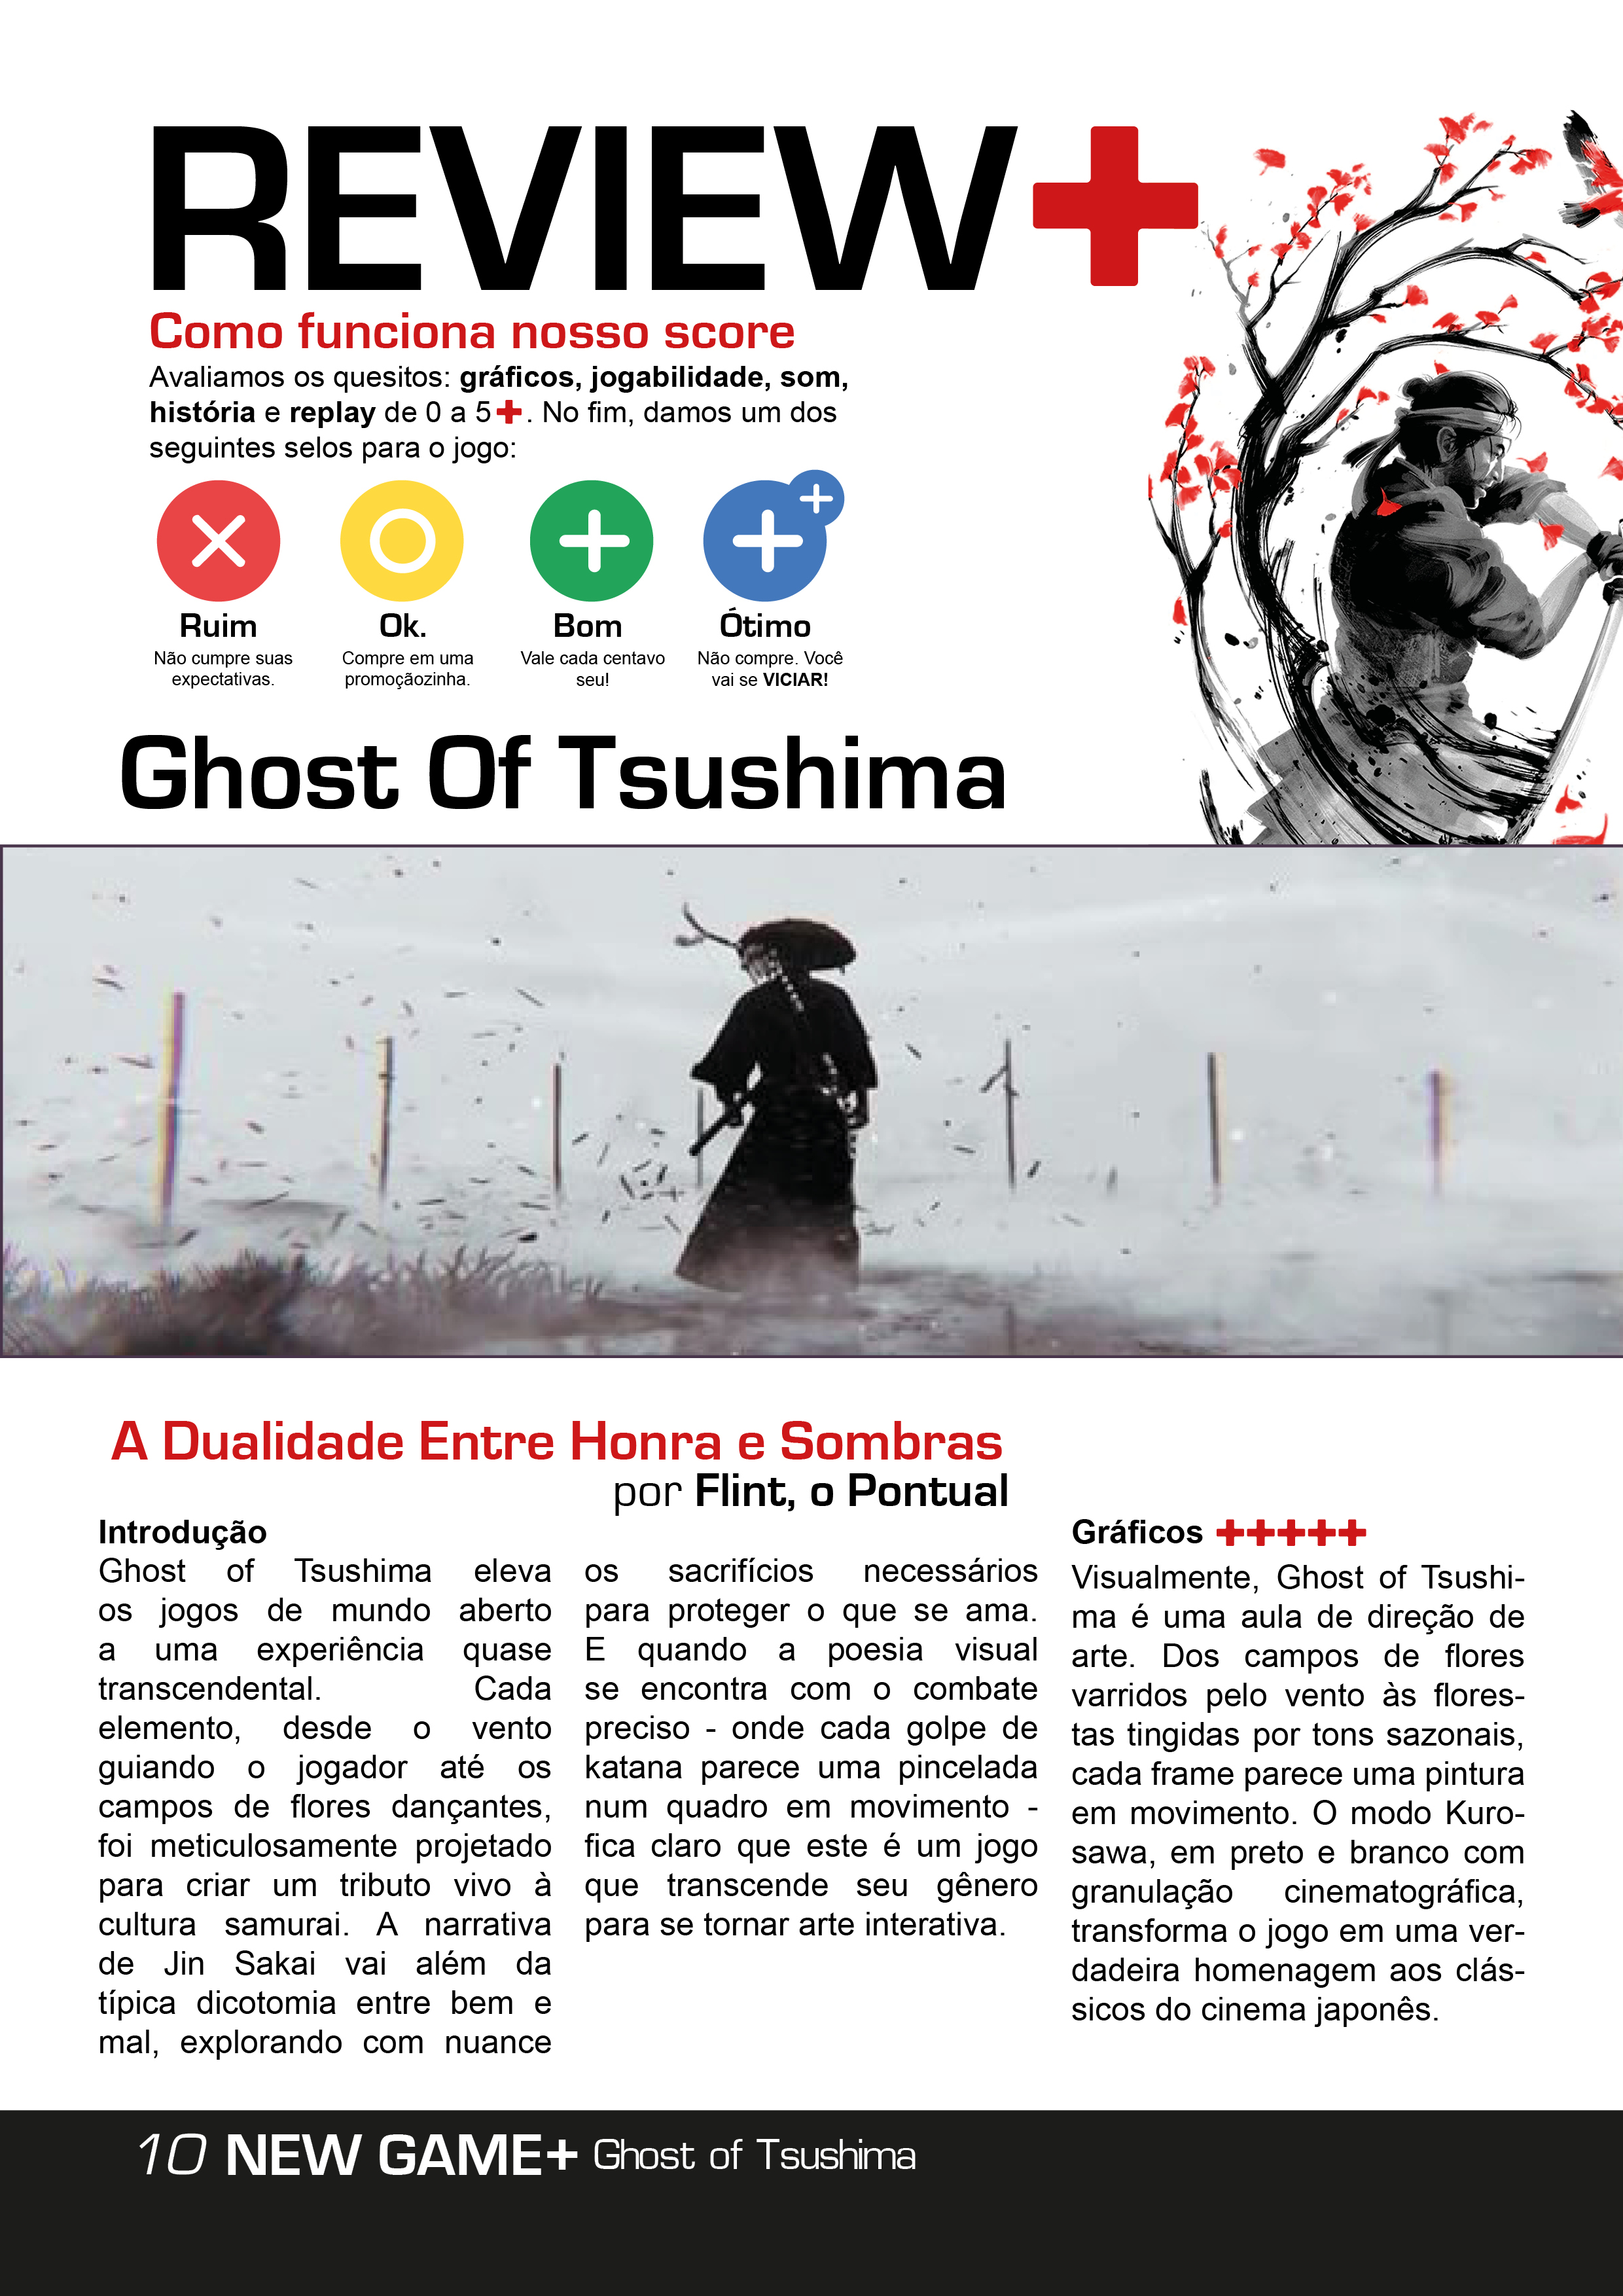 REVIEW+
Como funciona nosso score
Avaliamos os quesitos: gráficos, jogabilidade, som,
história e replay de 0 a 5+. No fim, damos um dos
seguintes selos para o jogo:
Ruim
Não cumpre suas
expectativas.
Ok.
Compre em uma
promoçãozinha.
Bom
Vale cada centavo
seu!
Ótimo
Não compre. Você
vai se VICIAR!
Ghost Of Tsushima
A Dualidade Entre Honra e Sombras
por Flint, o Pontual
Introdução
Ghost of Tsushima eleva
os jogos de mundo aberto
a uma experiência quase
transcendental. Cada
elemento, desde o vento
guiando o jogador até os
campos de flores dançantes,
foi meticulosamente projetado
para criar um tributo vivo à
cultura samurai. A narrativa
de Jin Sakai vai além da
típica dicotomia entre bem e
mal, explorando com nuance
os sacrifícios necessários
para proteger o que se ama.
E quando a poesia visual
se encontra com o combate
preciso - onde cada golpe de
katana parece uma pincelada
num quadro em movimento -
fica claro que este é um jogo
que transcende seu gênero
para se tornar arte interativa.
Gráficos +++++
Visualmente, Ghost of Tsushi-
ma é uma aula de direção de
arte. Dos campos de flores
varridos pelo vento às flores-
tas tingidas por tons sazonais,
cada frame parece uma pintura
em movimento. O modo Kuro-
sawa, em preto e branco com
granulação cinematográfica,
transforma o jogo em uma ver-
dadeira homenagem aos clás-
sicos do cinema japonês.
10 NEW GAME+ Ghost of Tsushima